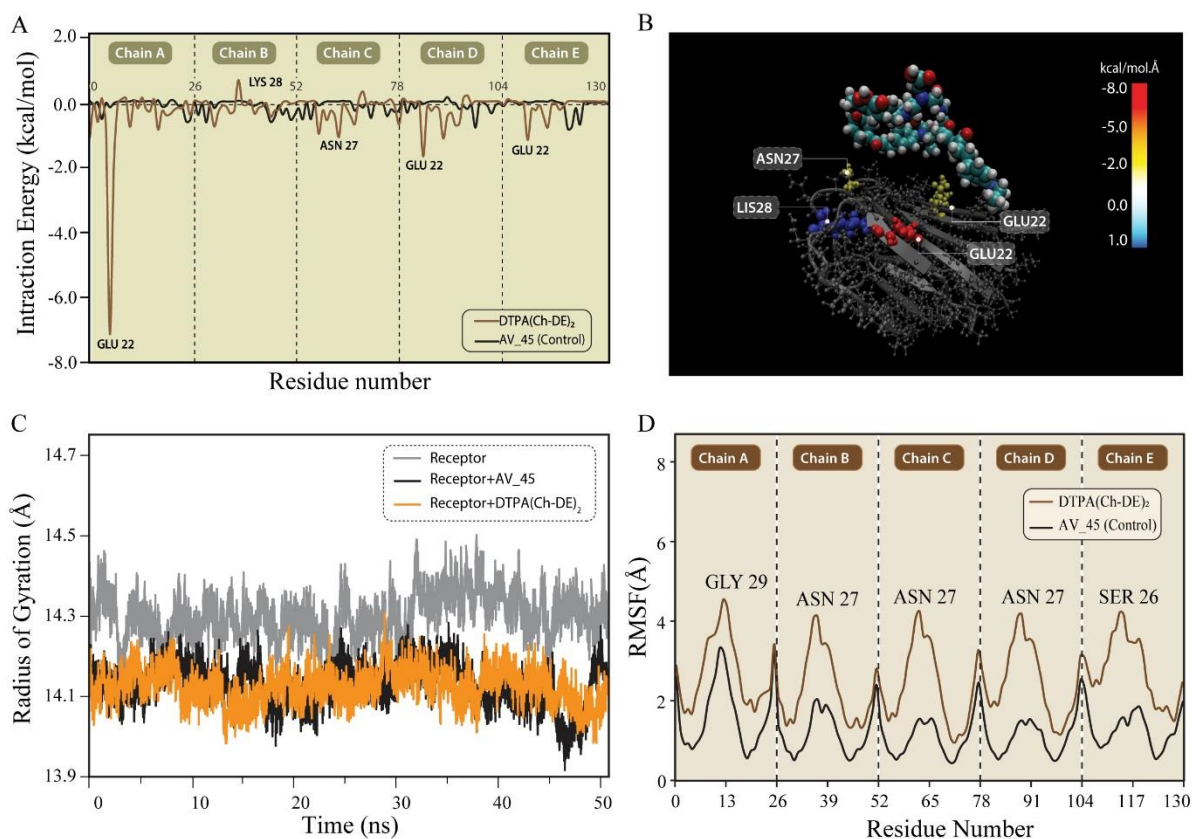 A
2.0
0.0
-2.0
-4.0
-6.0
-8.0
Intraction Energy (kcal/mol)
Chain A
Chain B
Chain C
Chain D
Chain E
0
26
52
78
104
130
LYS 28
ASN 27
GLU 22
GLU 22
GLU 22
DTPA(Ch-DE)₂
AV_45 (Control)
Residue number
B
kcal/mol.Å
-8.0
-5.0
-2.0
0.0
1.0
ASN27
LIS28
GLU22
GLU22
C
14.7
14.5
14.3
14.1
13.9
Radius of Gyration (Å)
Receptor
Receptor+AV_45
Receptor+DTPA(Ch-DE)₂
0
10
20
30
40
50
Time (ns)
D
8
6
4
2
0
RMSF(Å)
Chain A
Chain B
Chain C
Chain D
Chain E
DTPA(Ch-DE)₂
AV_45 (Control)
GLY 29
ASN 27
ASN 27
ASN 27
SER 26
0
13
26
39
52
65
78
91
104
117
130
Residue Number